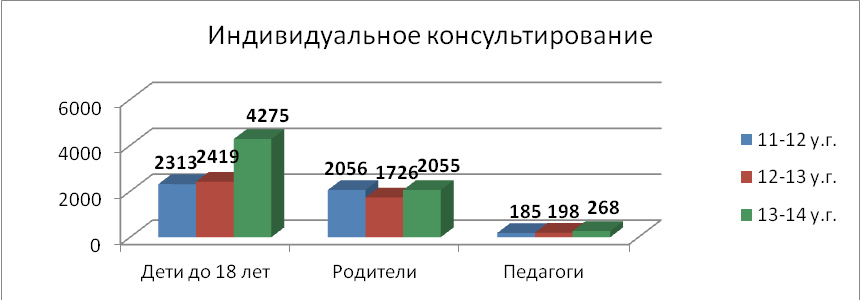 Индивидуальное консультирование
6000
4000
2000
0
2313
2419
4275
2056
1726
2055
185
198
268
Дети до 18 лет
Родители
Педагоги
11-12 у.г.
12-13 у.г.
13-14 у.г.